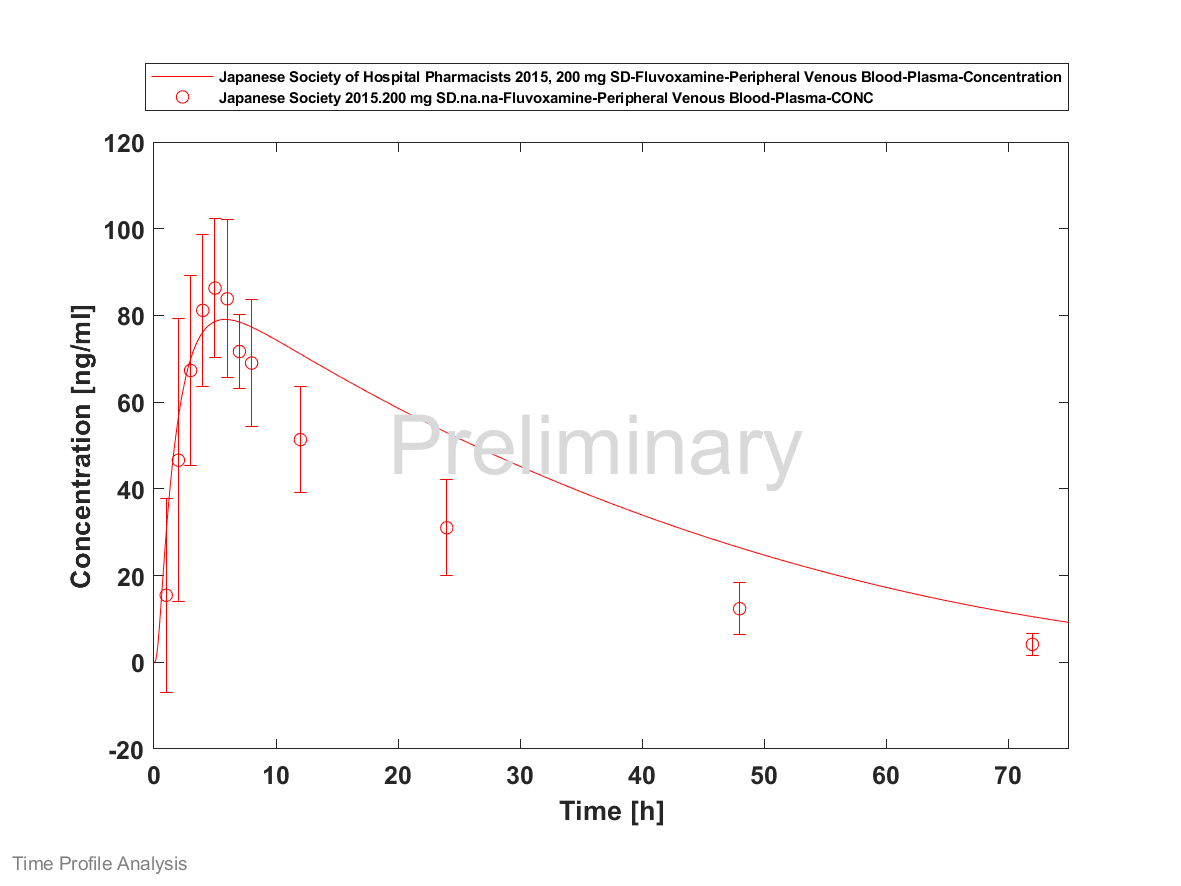 Japanese Society of Hospital Pharmacists 2015, 200 mg SD-Fluvoxamine-Peripheral Venous Blood-Plasma-Concentration
Japanese Society 2015.200 mg SD.na.na-Fluvoxamine-Peripheral Venous Blood-Plasma-CONC
120
100
80
60
40
20
0
-20
Concentration [ng/ml]
Preliminary
0 10 20 30 40 50 60 70
Time [h]
Time Profile Analysis